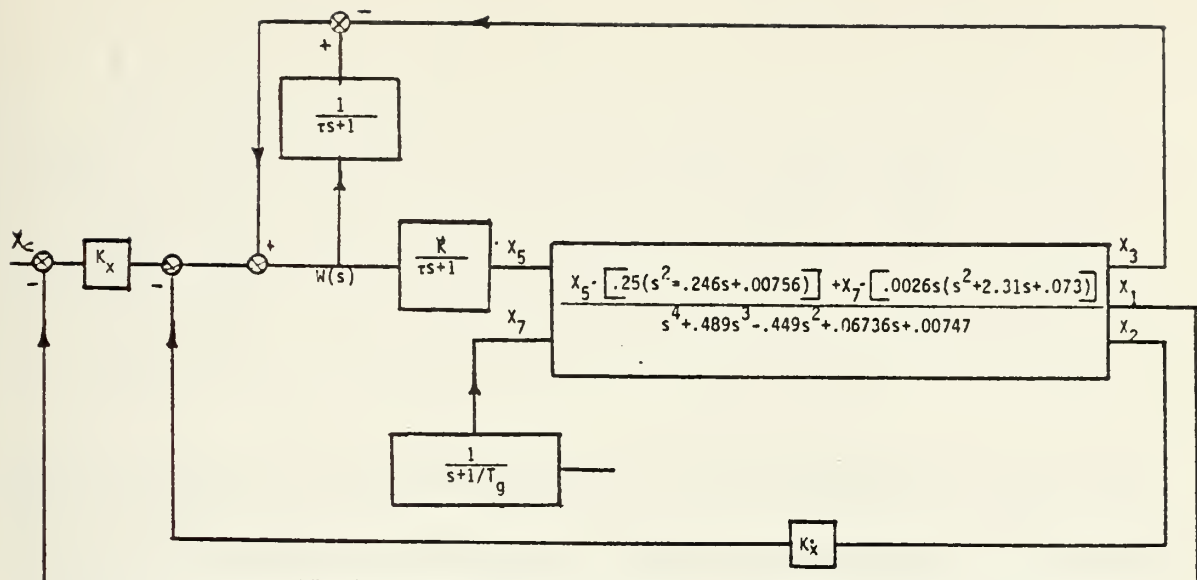 -
+
1
τs+1
X_c
-
K_x
-
+
W(s)
K
τs+1
X_5
X_7
X_5·[.25(s^2=.246s+.00756)] +X_7·[.0026s(s^2+2.31s+.073)]
s^4+.489s^3-.449s^2+.06736s+.00747
X_3
X_1
X_2
1
s+1/T_g
K_ẋ